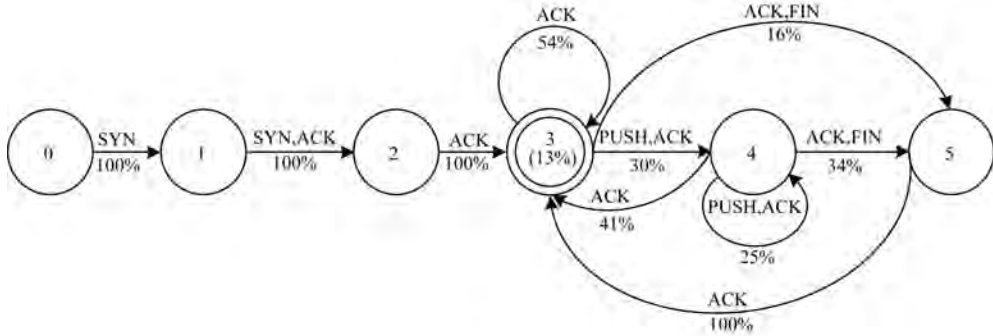 ACK
54%
ACK,FIN
16%
0
SYN
100%
1
SYN,ACK
100%
2
ACK
100%
3
(13%)
PUSH,ACK
30%
4
ACK,FIN
34%
5
ACK
41%
PUSH,ACK
25%
ACK
100%